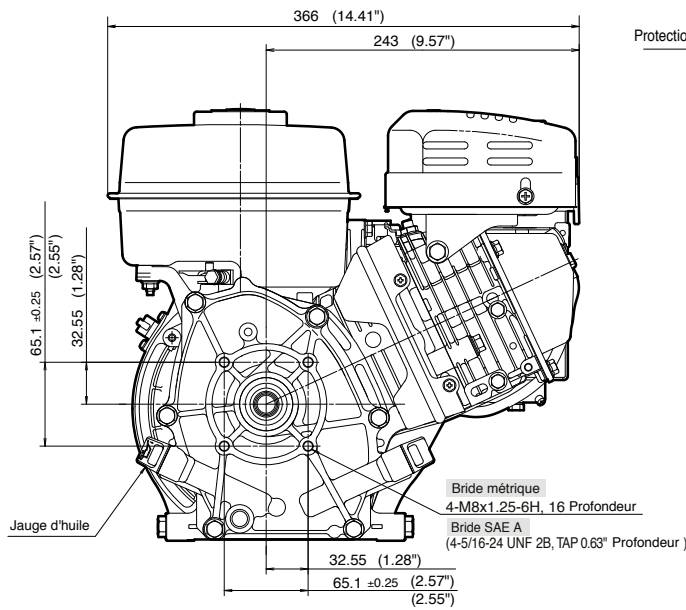 366 (14.41")
243 (9.57")
Protectio
65.1 ±0.25 (2.57")
(2.55")
32.55 (1.28")
Bride métrique
4-M8x1.25-6H, 16 Profondeur
Bride SAE A
(4-5/16-24 UNF 2B, TAP 0.63" Profondeur )
Jauge d'huile
32.55 (1.28")
65.1 ±0.25 (2.57")
(2.55")